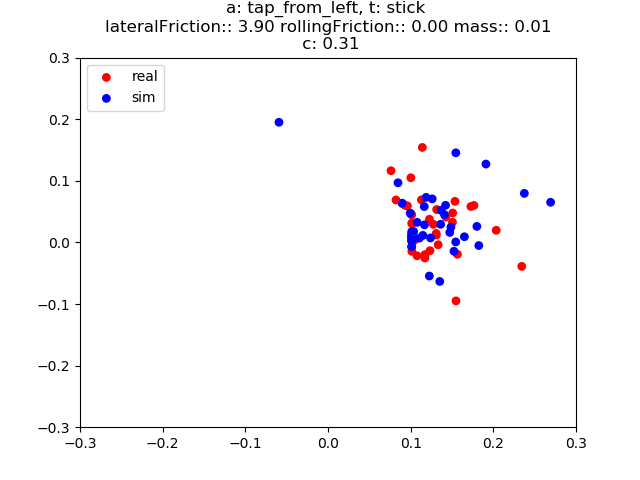 a: tap_from_left, t: stick
lateralFriction:: 3.90 rollingFriction:: 0.00 mass:: 0.01
c: 0.31
real
sim
0.3
0.2
0.1
0.0
−0.1
−0.2
−0.3
−0.3 −0.2 −0.1 0.0 0.1 0.2 0.3